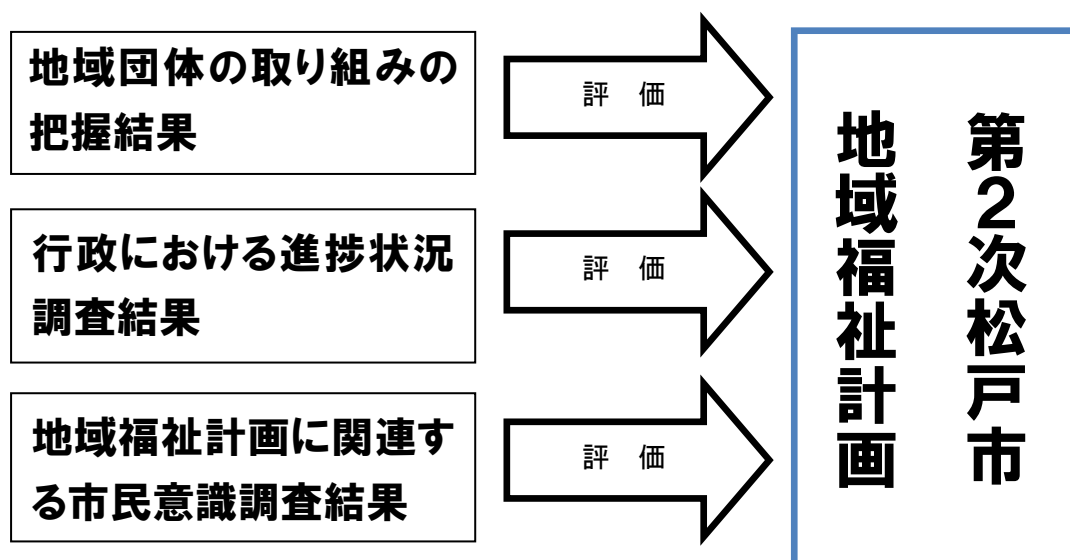 地域団体の取り組みの
把握結果
評 価
行政における進捗状況
調査結果
評 価
地域福祉計画に関連す
る市民意識調査結果
評 価
第2次松戸市
地域福祉計画